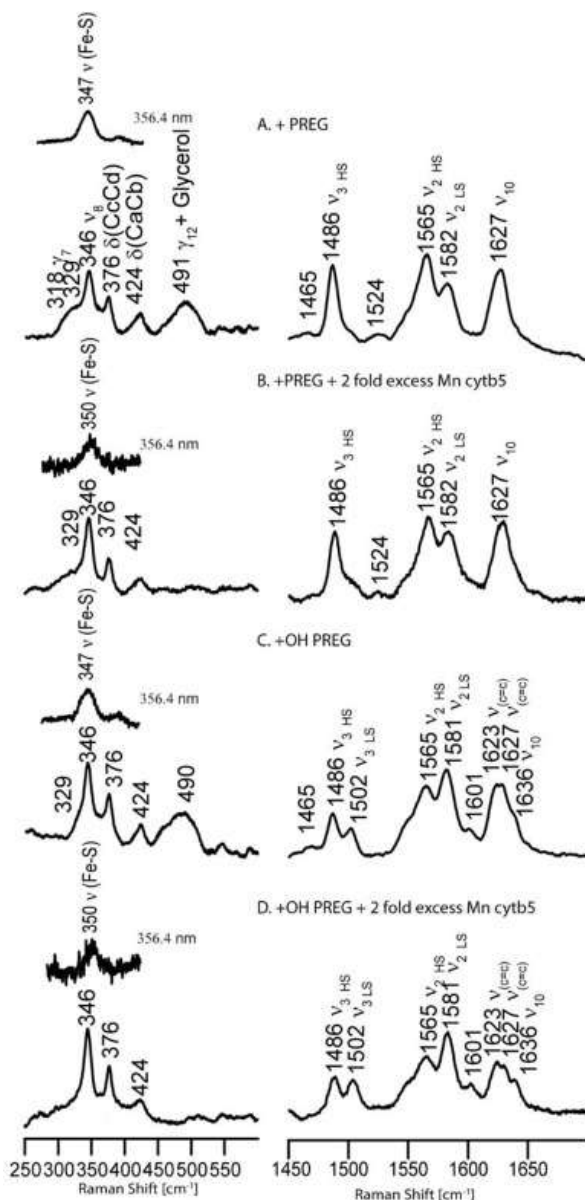 347 ν (Fe-S)
356.4 nm
A. + PREG
318 γ7
329
346 ν8
376 δ(CcCd)
424 δ(CaCb)
491 γ12 + Glycerol
1465
1486 ν3 HS
1524
1565 ν2 HS
1582 ν2 LS
1627 ν10
B. +PREG + 2 fold excess Mn cytb5
350 ν (Fe-S)
356.4 nm
329
346
376
424
1486 ν3 HS
1524
1565 ν2 HS
1582 ν2 LS
1627 ν10
C. +OH PREG
347 ν (Fe-S)
356.4 nm
329
346
376
424
490
1465
1486 ν3 HS
1502 ν3 LS
1565 ν2 HS
1581 ν2 LS
1601
1623 ν(c=c)
1627 ν(c=c)
1636 ν10
D. +OH PREG + 2 fold excess Mn cytb5
350 ν (Fe-S)
356.4 nm
346
376
424
1486 ν3 HS
1502 ν3 LS
1565 ν2 HS
1581 ν2 LS
1601
1623 ν(c=c)
1627 ν(c=c)
1636 ν10
250 300 350 400 450 500 550
Raman Shift [cm⁻¹]
1450 1500 1550 1600 1650
Raman Shift [cm⁻¹]